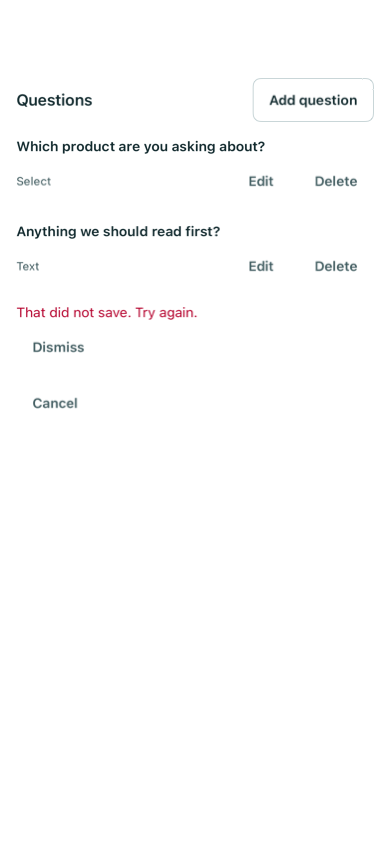 Questions
Add question
Which product are you asking about?
Select
Edit
Delete
Anything we should read first?
Text
Edit
Delete
That did not save. Try again.
Dismiss
Cancel